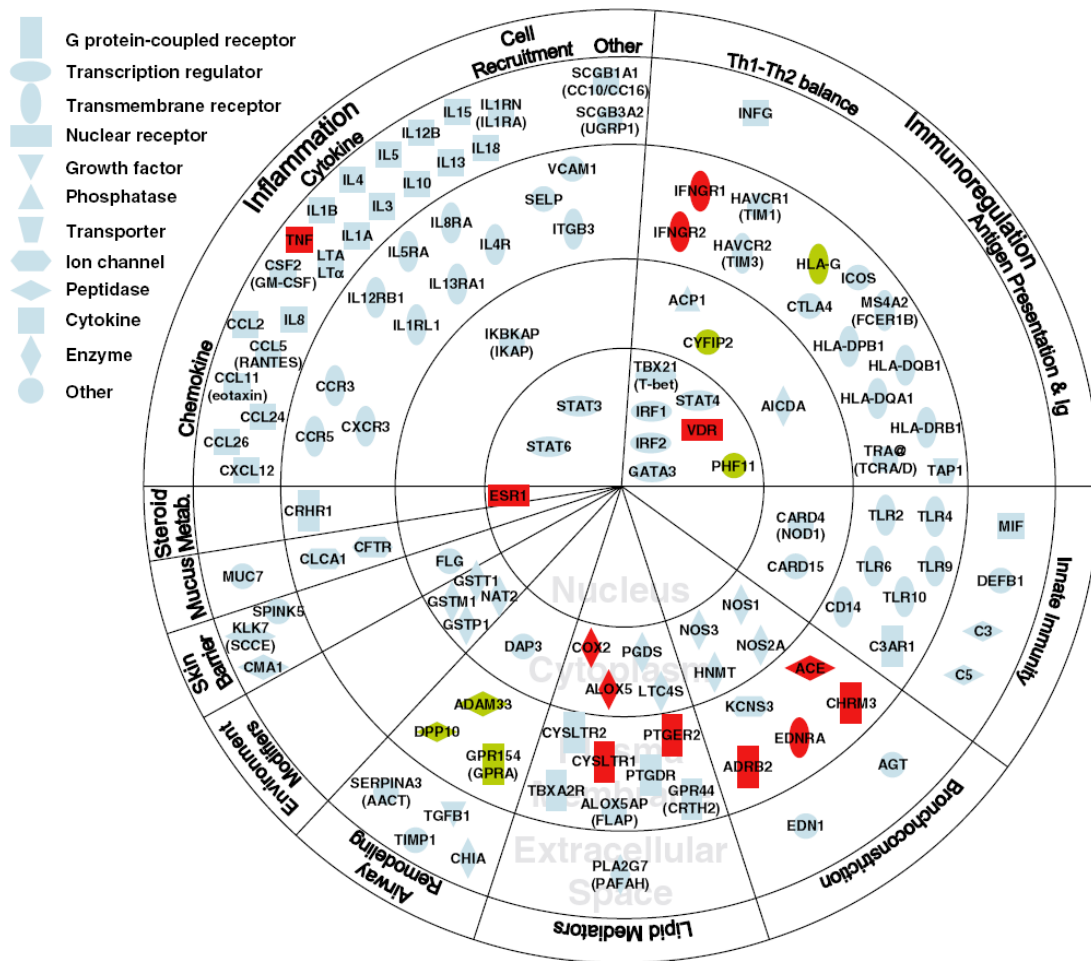 G protein-coupled receptor
Transcription regulator
Transmembrane receptor
Nuclear receptor
Growth factor
Phosphatase
Transporter
Ion channel
Peptidase
Cytokine
Enzyme
Other
Inflammation
Cytokine
Chemokine
Cell
Recruitment
Other
Th1-Th2 balance
Immunoregulation
Antigen Presentation & Ig
Innate Immunity
Bronchoconstriction
Lipid Mediators
Airway
Remodeling
Environment
Modifiers
Skin
Barrier
Mucus
Steroid
Metab.
SCGB1A1
(CC10/CC16)
SCGB3A2
(UGRP1)
IL15
IL1RN
(IL1RA)
IL12B
IL18
IL5
IL13
IL4
IL10
IL1B
IL3
TNF
IL1A
LTA
LTα
CSF2
(GM-CSF)
CCL2
IL8
CCL5
(RANTES)
CCL11
(eotaxin)
CCL24
CCL26
CXCL12
VCAM1
SELP
ITGB3
IL8RA
IL4R
IL5RA
IL13RA1
IL12RB1
IL1RL1
CCR3
CXCR3
CCR5
IKBKAP
(IKAP)
STAT3
STAT6
INFG
IFNGR1
IFNGR2
HAVCR1
(TIM1)
HAVCR2
(TIM3)
HLA-G
ICOS
CTLA4
MS4A2
(FCER1B)
HLA-DPB1
HLA-DQB1
HLA-DQA1
HLA-DRB1
TRA@
(TCRA/D)
TAP1
ACP1
CYFIP2
AICDA
TBX21
(T-bet)
STAT4
IRF1
VDR
IRF2
GATA3
PHF11
ESR1
CRHR1
CLCA1
CFTR
MUC7
SPINK5
KLK7
(SCCE)
CMA1
FLG
GSTT1
NAT2
GSTM1
GSTP1
DAP3
ADAM33
DPP10
GPR154
(GPRA)
SERPINA3
(AACT)
TGFB1
TIMP1
CHIA
Nucleus
Cytoplasm
Plasma
Membrane
Extracellular
Space
COX2
PGDS
ALOX5
LTC4S
CYSLTR2
PTGER2
CYSLTR1
PTGDR
TBXA2R
GPR44
(CRTH2)
ALOX5AP
(FLAP)
PLA2G7
(PAFAH)
NOS1
NOS3
NOS2A
HNMT
ACE
KCNS3
CHRM3
EDNRA
ADRB2
AGT
EDN1
CARD4
(NOD1)
CARD15
TLR2
TLR4
TLR6
TLR9
TLR10
CD14
C3AR1
MIF
DEFB1
C3
C5